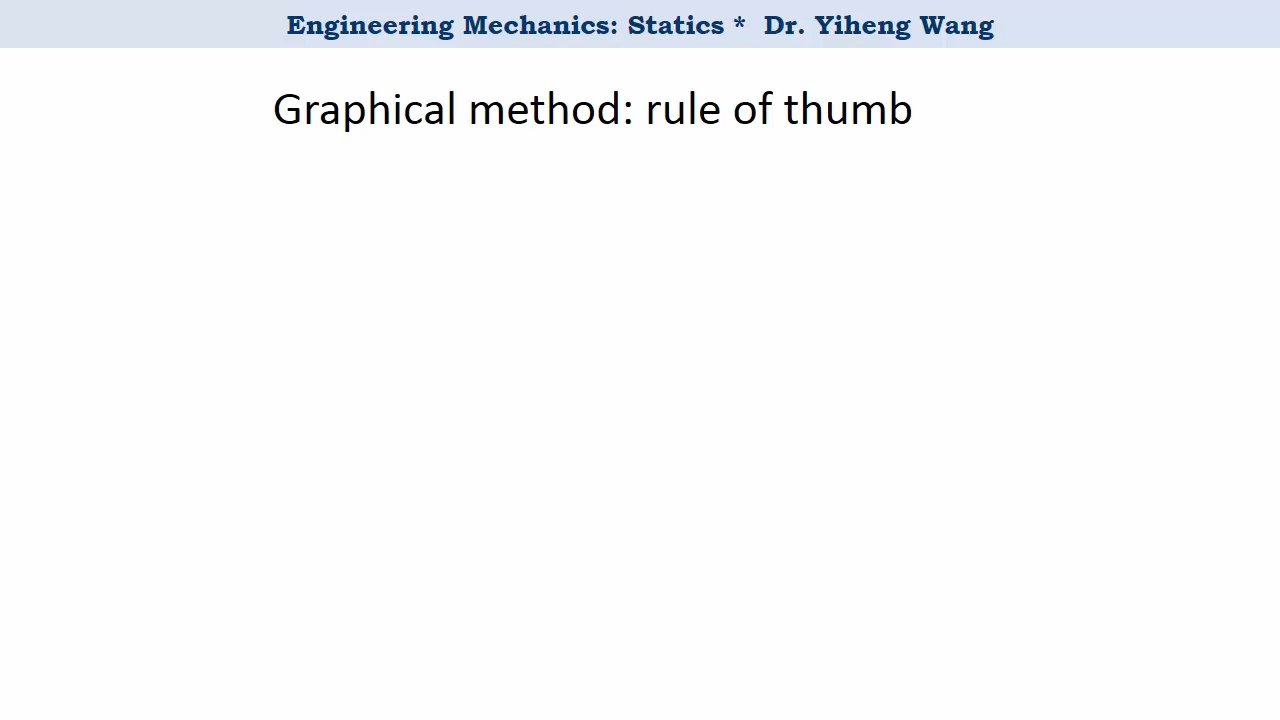 Engineering Mechanics: Statics * Dr. Yiheng Wang
Graphical method: rule of thumb